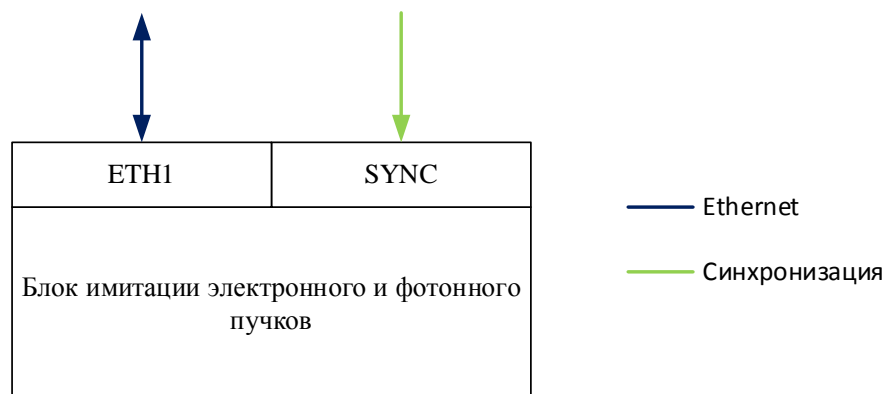 ETH1
SYNC
Блок имитации электронного и фотонного
пучков
Ethernet
Синхронизация